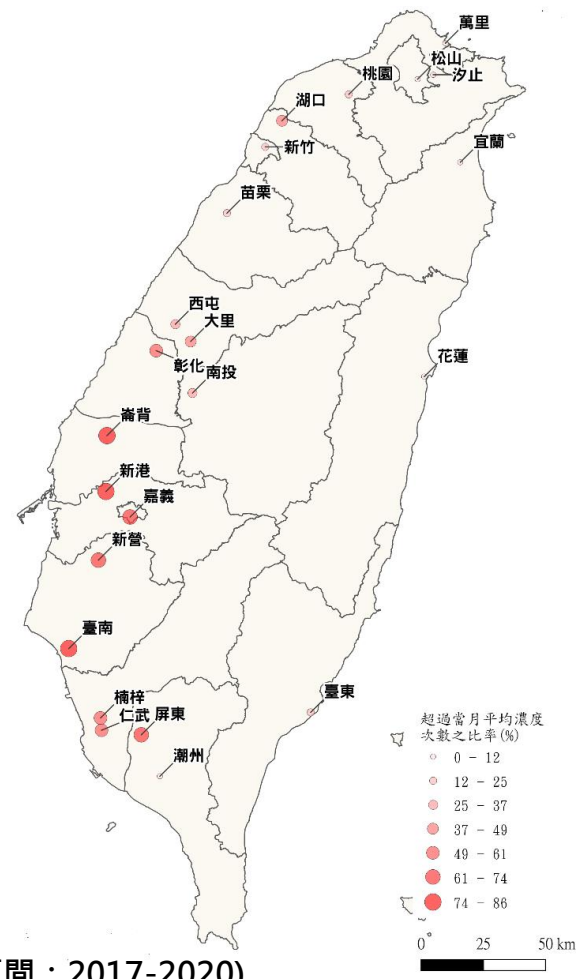 萬里
松山
汐止
桃園
湖口
新竹
宜蘭
苗栗
西屯
大里
彰化
南投
花蓮
崙背
新港
嘉義
新營
臺南
楠梓
仁武
屏東
潮州
臺東
超過當月平均濃度
次數之比率(%)
0 - 12
12 - 25
25 - 37
37 - 49
49 - 61
61 - 74
74 - 86
0 25 50 km
間：2017-2020)